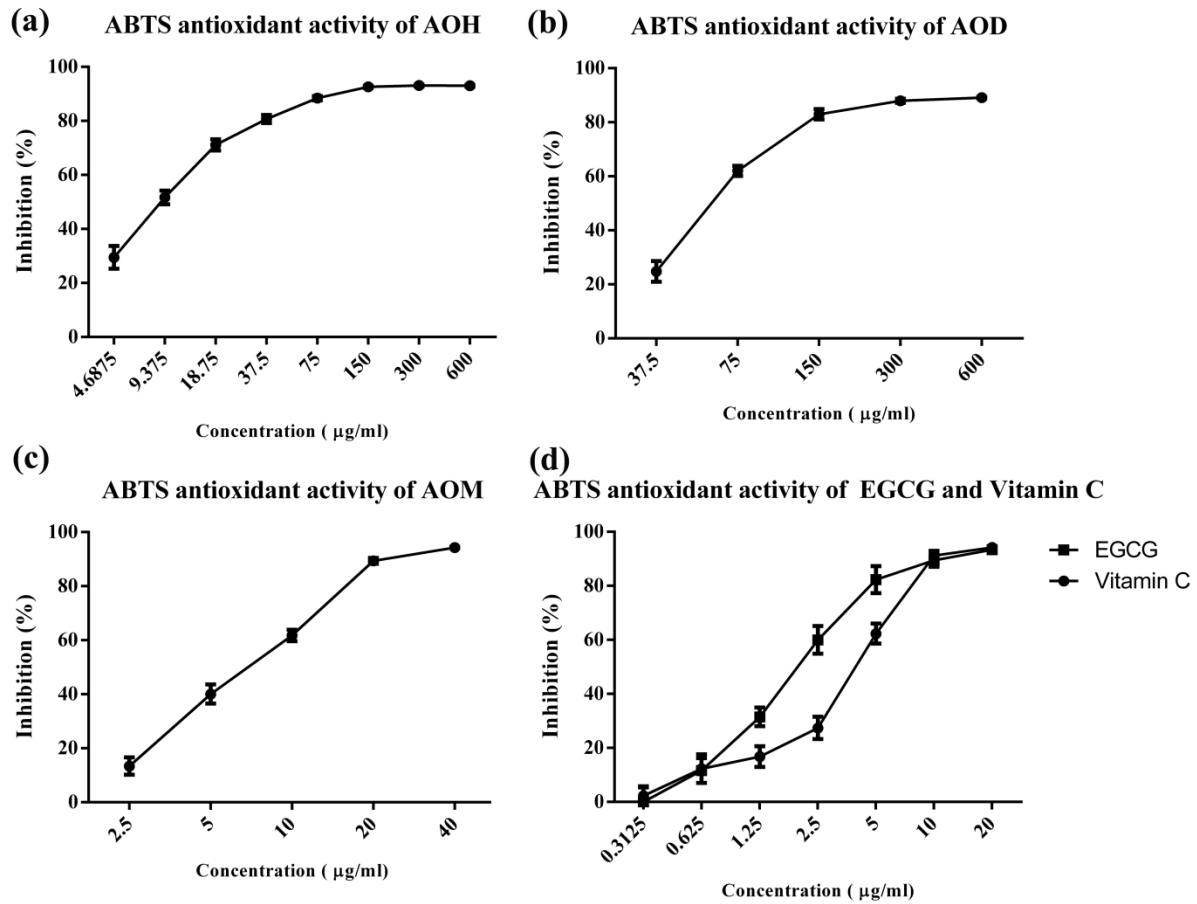 (a) ABTS antioxidant activity of AOH
Inhibition (%)
100
80
60
40
20
0
4.6875 9.375 18.75 37.5 75 150 300 600
Concentration ( μg/ml)
(b) ABTS antioxidant activity of AOD
Inhibition (%)
100
80
60
40
20
0
37.5 75 150 300 600
Concentration ( μg/ml)
(c) ABTS antioxidant activity of AOM
Inhibition (%)
100
80
60
40
20
0
2.5 5 10 20 40
Concentration ( μg/ml)
(d) ABTS antioxidant activity of EGCG and Vitamin C
Inhibition (%)
100
80
60
40
20
0
0.3125 0.625 1.25 2.5 5 10 20
Concentration ( μg/ml)
EGCG
Vitamin C